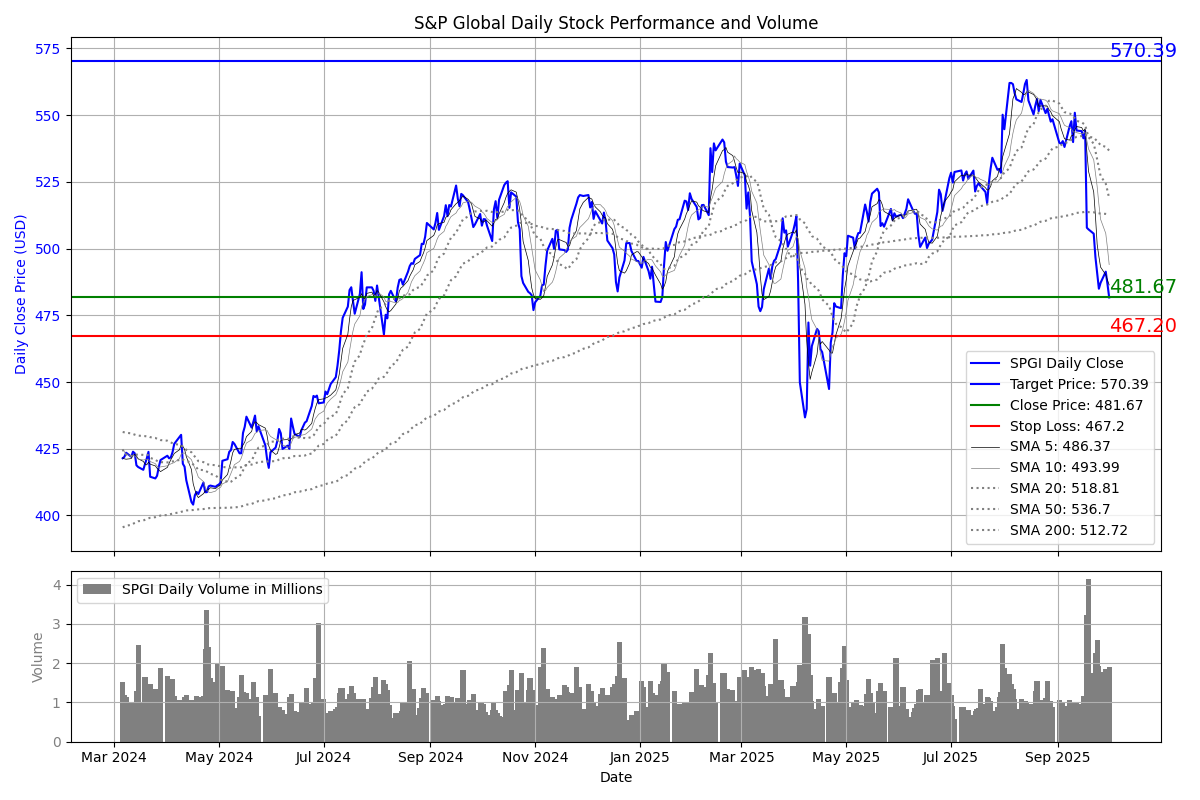 S&P Global Daily Stock Performance and Volume
Daily Close Price (USD)
575
550
525
500
475
450
425
400
570.39
481.67
467.20
SPGI Daily Close
Target Price: 570.39
Close Price: 481.67
Stop Loss: 467.2
SMA 5: 486.37
SMA 10: 493.99
SMA 20: 518.81
SMA 50: 536.7
SMA 200: 512.72
Volume
4
3
2
1
0
SPGI Daily Volume in Millions
Mar 2024
May 2024
Jul 2024
Sep 2024
Nov 2024
Jan 2025
Mar 2025
May 2025
Jul 2025
Sep 2025
Date